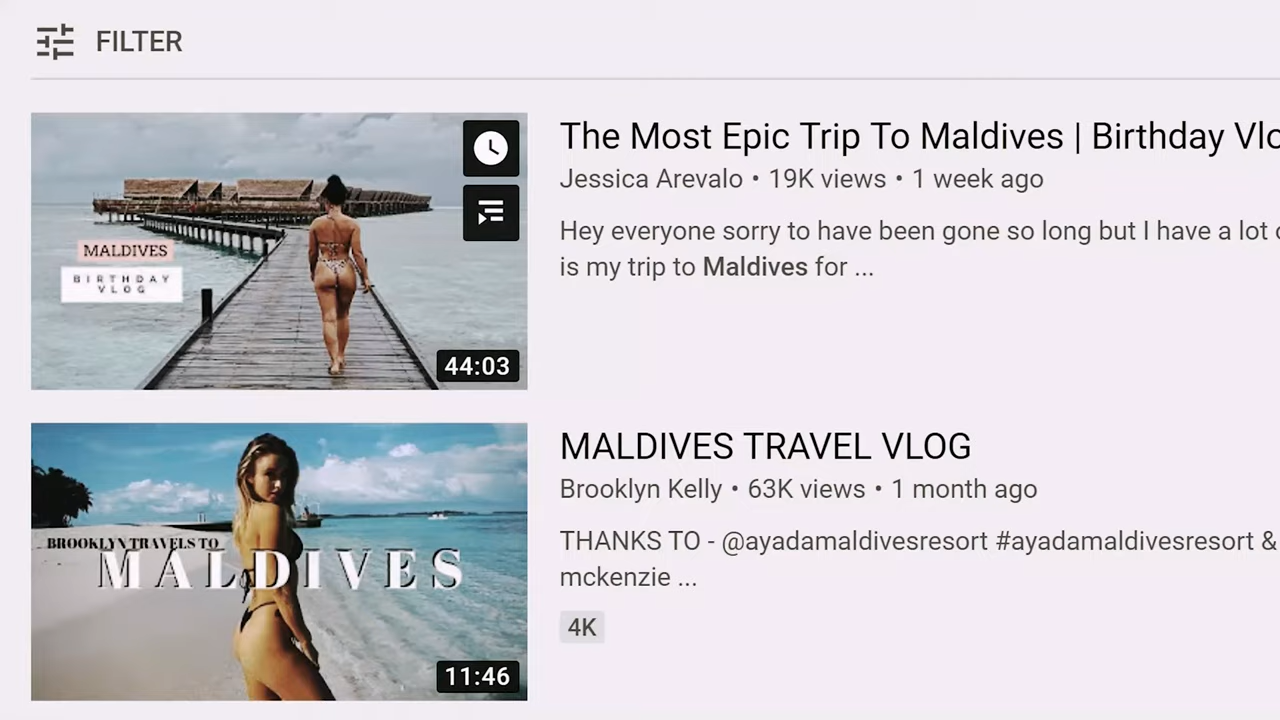 FILTER
MALDIVES
BIRTHDAY
VLOG
44:03
The Most Epic Trip To Maldives | Birthday Vlo
Jessica Arevalo • 19K views • 1 week ago
Hey everyone sorry to have been gone so long but I have a lot
is my trip to Maldives for ...
BROOKLYN TRAVELS TO
MALDIVES
11:46
MALDIVES TRAVEL VLOG
Brooklyn Kelly • 63K views • 1 month ago
THANKS TO - @ayadamaldivesresort #ayadamaldivesresort &
mckenzie ...
4K